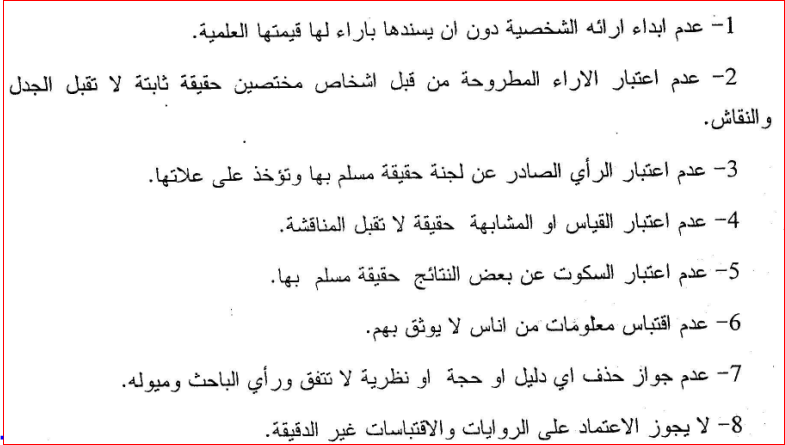 1- عدم ابداء ارائه الشخصية دون ان يسندها باراء لها قيمتها العلمية.
2- عدم اعتبار الاراء المطروحة من قبل اشخاص مختصين حقيقة ثابتة لا تقبل الجدل
والنقاش.
3- عدم اعتبار الرأي الصادر عن لجنة حقيقة مسلم بها وتؤخذ على علاتها.
4- عدم اعتبار القياس او المشابهة حقيقة لا تقبل المناقشة.
5- عدم اعتبار السكوت عن بعض النتائج حقيقة مسلم بها.
6- عدم اقتباس معلومات من اناس لا يوثق بهم.
7- عدم جواز حذف اي دليل او حجة او نظرية لا تتفق ورأي الباحث وميوله.
8- لا يجوز الاعتماد على الروايات والاقتباسات غير الدقيقة.